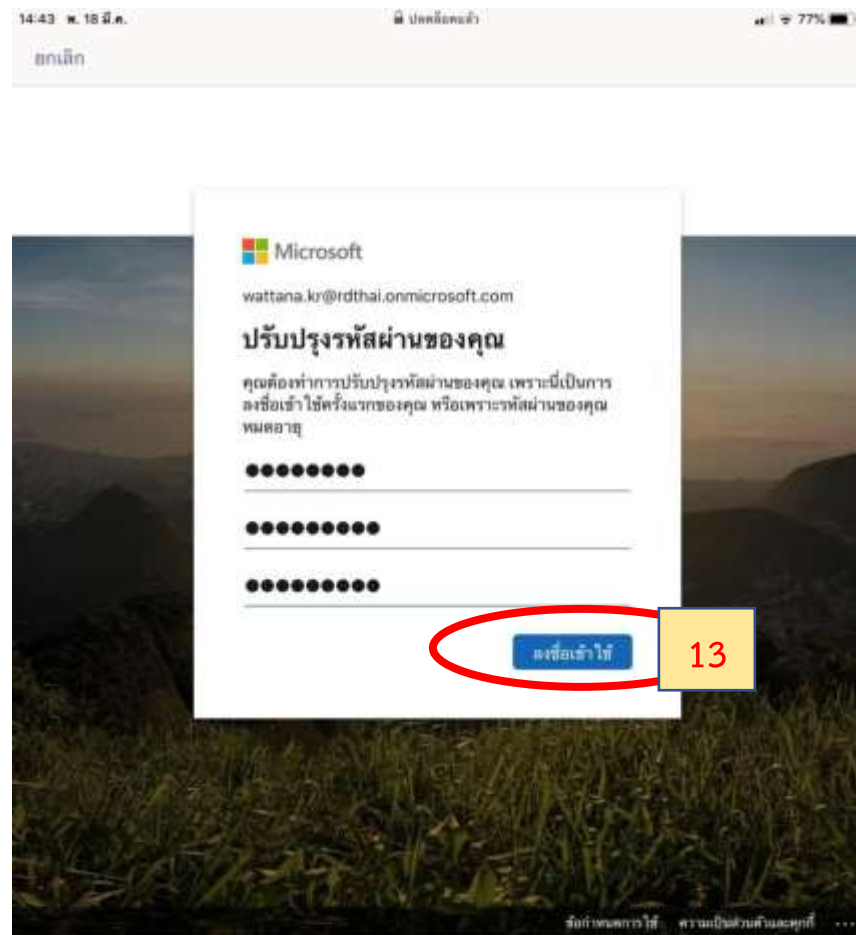 14:43 พ. 18 มี.ค.
ปลดล็อคแล้ว
77%
ยกเลิก
Microsoft
wattana.kr@rdthai.onmicrosoft.com
ปรับปรุงรหัสผ่านของคุณ
คุณต้องทำการปรับปรุงรหัสผ่านของคุณ เพราะนี่เป็นการ
ลงชื่อเข้าใช้ครั้งแรกของคุณ หรือเพราะรหัสผ่านของคุณ
หมดอายุ
●●●●●●●●
●●●●●●●●●
●●●●●●●●●
ลงชื่อเข้าใช้
13
ข้อกำหนดการใช้ ความเป็นส่วนตัวและคุกกี้ ...